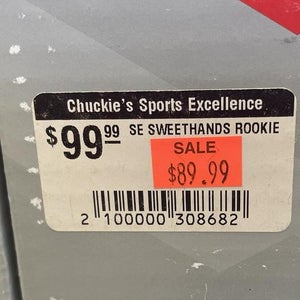 Chuckie's Sports Excellence
$99.99 SE SWEETHANDS ROOKIE
SALE
$89.99
2 100000 308682